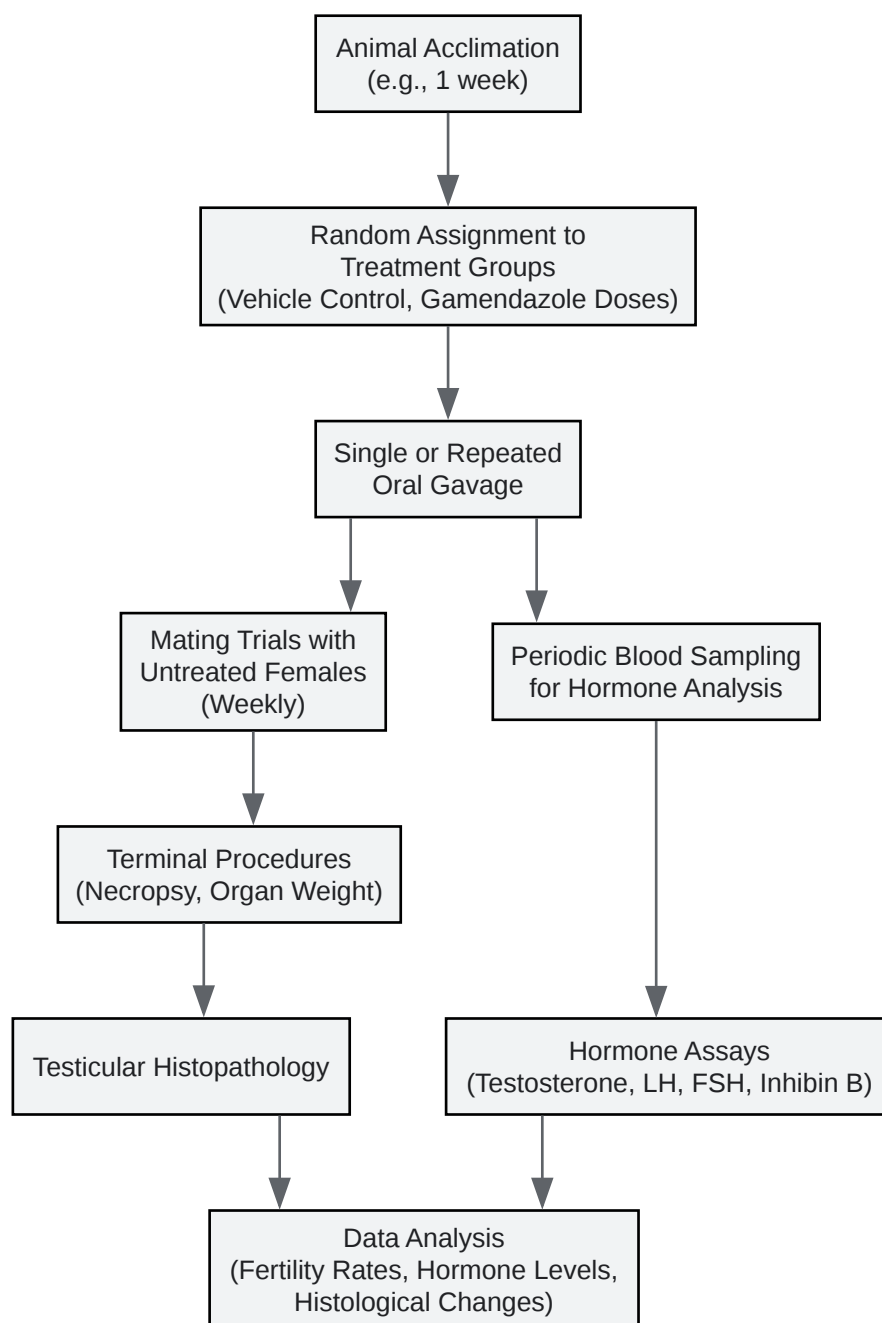 Animal Acclimation
(e.g., 1 week)
Random Assignment to
Treatment Groups
(Vehicle Control, Gamendazole Doses)
Single or Repeated
Oral Gavage
Mating Trials with
Untreated Females
(Weekly)
Periodic Blood Sampling
for Hormone Analysis
Terminal Procedures
(Necropsy, Organ Weight)
Testicular Histopathology
Hormone Assays
(Testosterone, LH, FSH, Inhibin B)
Data Analysis
(Fertility Rates, Hormone Levels,
Histological Changes)